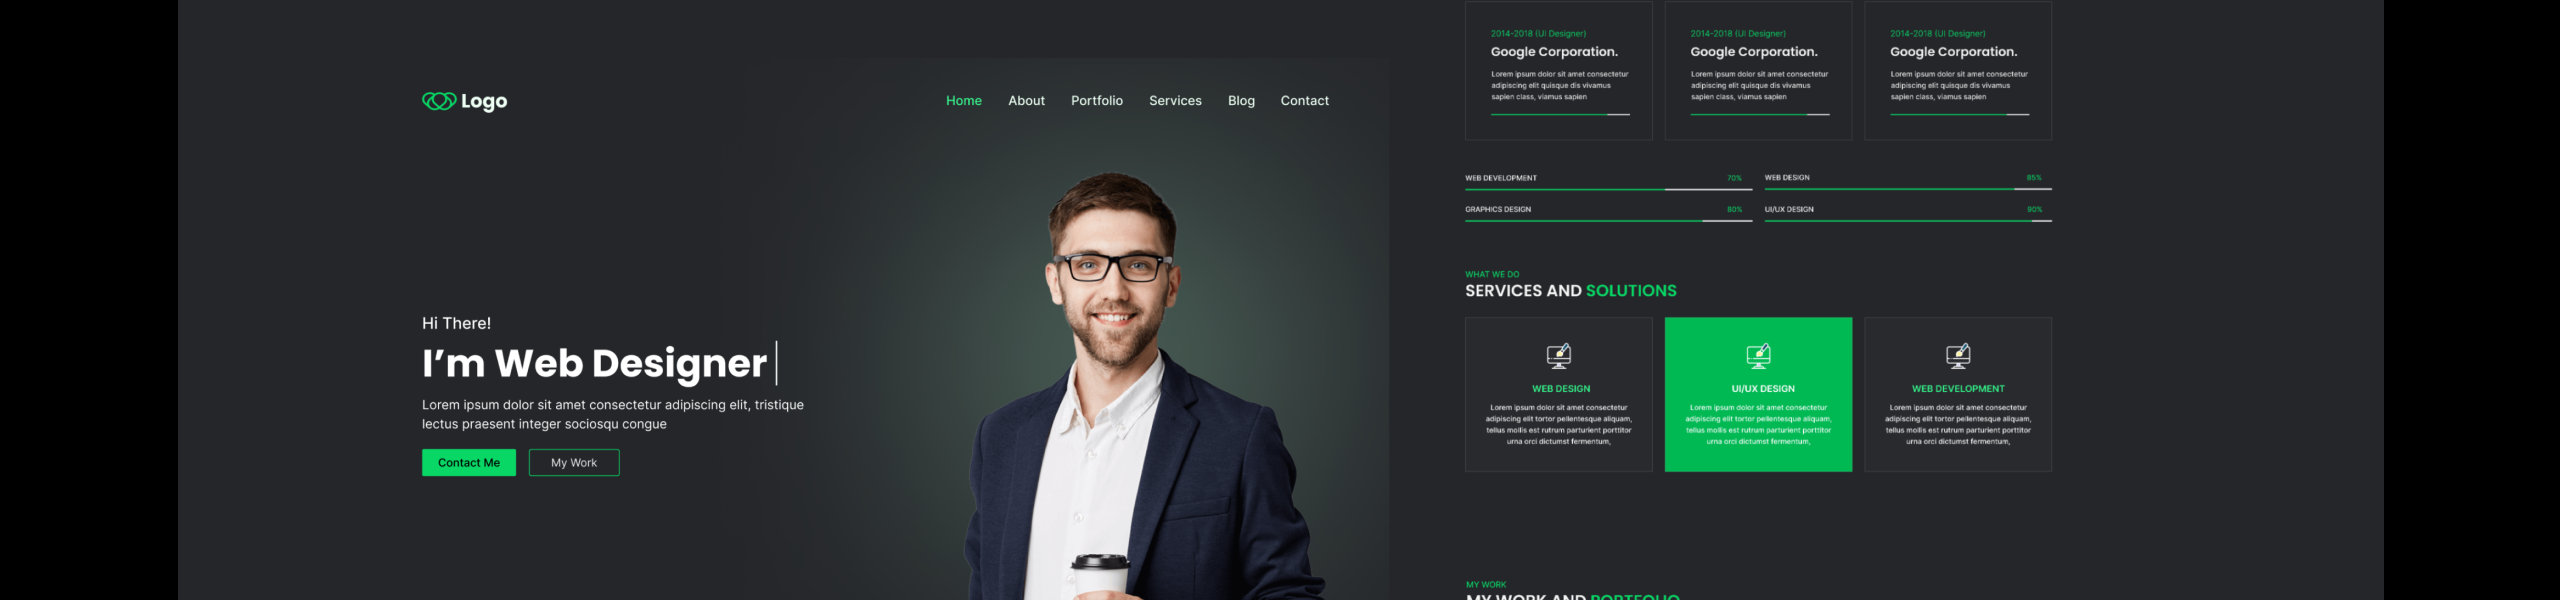 Logo
Home About Portfolio Services Blog Contact
Hi There!
I'm Web Designer
Lorem ipsum dolor sit amet consectetur adipiscing elit, tristique
lectus praesent integer sociosqu congue
Contact Me My Work
2014-2018 (UI Designer)
Google Corporation.
Lorem ipsum dolor sit amet consectetur
adipiscing elit quisque dis vivamus
sapien class, viamus sapien
2014-2018 (UI Designer)
Google Corporation.
Lorem ipsum dolor sit amet consectetur
adipiscing elit quisque dis vivamus
sapien class, viamus sapien
2014-2018 (UI Designer)
Google Corporation.
Lorem ipsum dolor sit amet consectetur
adipiscing elit quisque dis vivamus
sapien class, viamus sapien
WEB DEVELOPMENT 70%
WEB DESIGN 85%
GRAPHICS DESIGN 80%
UI/UX DESIGN 90%
WHAT WE DO
SERVICES AND SOLUTIONS
WEB DESIGN
Lorem ipsum dolor sit amet consectetur
adipiscing elit tortor pellentesque aliquam,
tellus mollis est rutrum parturient porttitor
urna orci dictumst fermentum,
UI/UX DESIGN
Lorem ipsum dolor sit amet consectetur
adipiscing elit tortor pellentesque aliquam,
tellus mollis est rutrum parturient porttitor
urna orci dictumst fermentum,
WEB DEVELOPMENT
Lorem ipsum dolor sit amet consectetur
adipiscing elit tortor pellentesque aliquam,
tellus mollis est rutrum parturient porttitor
urna orci dictumst fermentum,
MY WORK
MY WORK AND PORTFOLIO